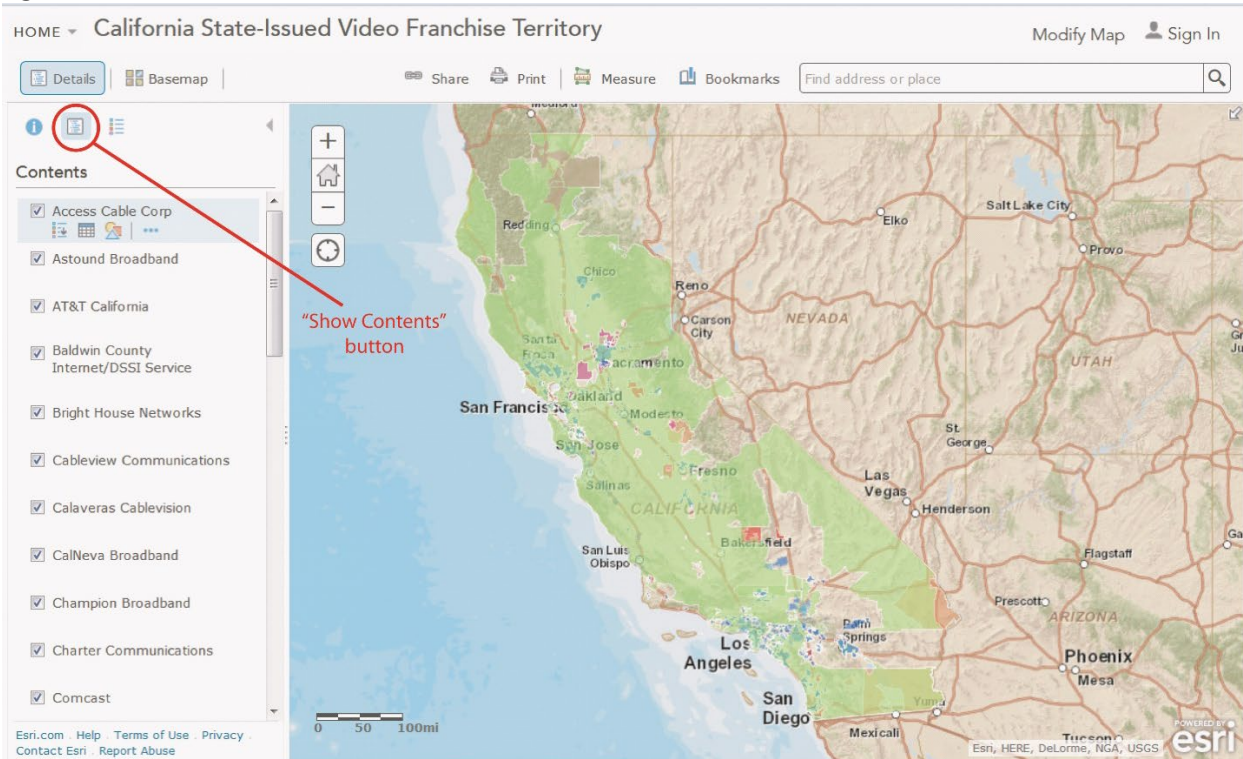 HOME California State-Issued Video Franchise Territory
Modify Map Sign In
Details Basemap Share Print Measure Bookmarks Find address or place
Contents
Access Cable Corp
Astound Broadband
AT&T California
Baldwin County
Internet/DSSI Service
Bright House Networks
Cableview Communications
Calaveras Cablevision
CalNeva Broadband
Champion Broadband
Charter Communications
Comcast
Esri.com . Help . Terms of Use . Privacy .
Contact Esri . Report Abuse
"Show Contents"
button
Medford
Redding
Elko
Salt Lake City
Provo
Chico
Reno
Carson
City
NEVADA
UTAH
Santa
Sacramento
Oakland
San Francisco
Modesto
San Jose
St.
George
Fresno
Salinas
Las
Vegas
CALIFORNIA
Henderson
Bakersfield
San Luis
Obispo
Flagstaff
Prescott
ARIZONA
Palm
Springs
Los
Angeles
Phoenix
Mesa
San
Diego
Yuma
Mexicali
Tucson
0 50 100mi
Esri, HERE, DeLorme, NGA, USGS
POWERED BY
esri